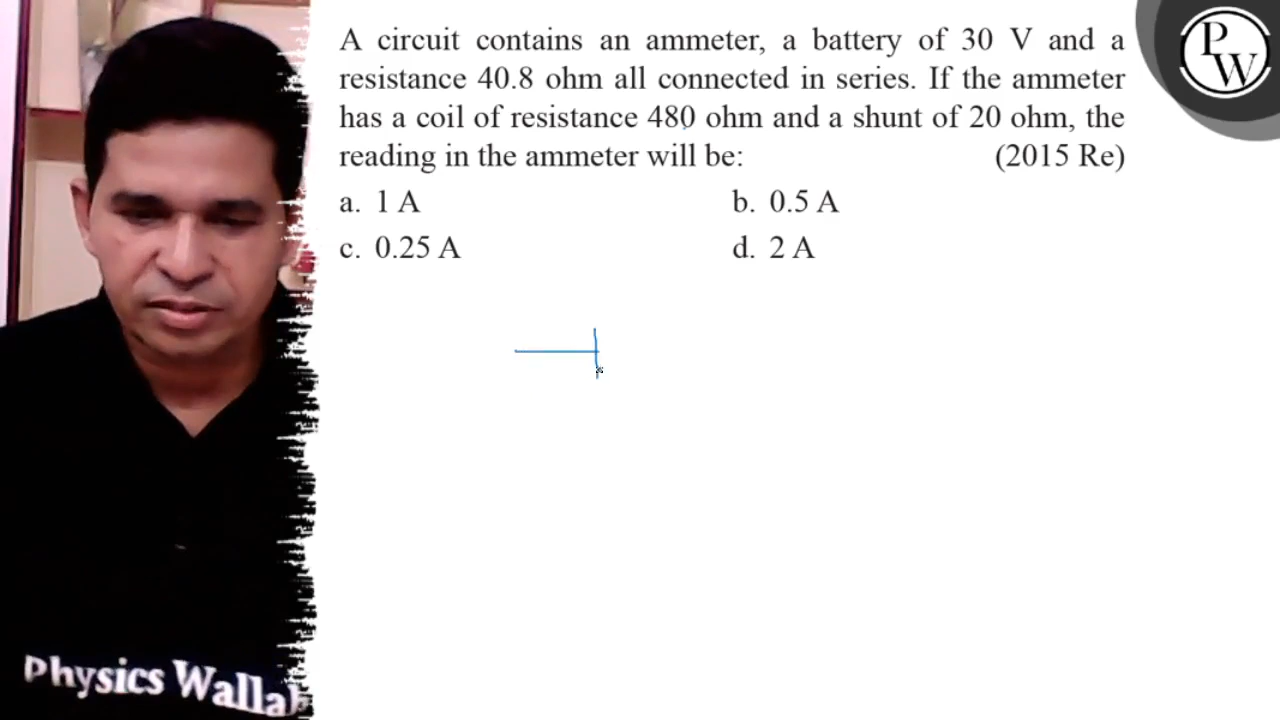 A circuit contains an ammeter, a battery of 30 V and a
resistance 40.8 ohm all connected in series. If the ammeter
has a coil of resistance 480 ohm and a shunt of 20 ohm, the
reading in the ammeter will be: (2015 Re)
a. 1 A b. 0.5 A
c. 0.25 A d. 2 A
PW
Physics Wallah